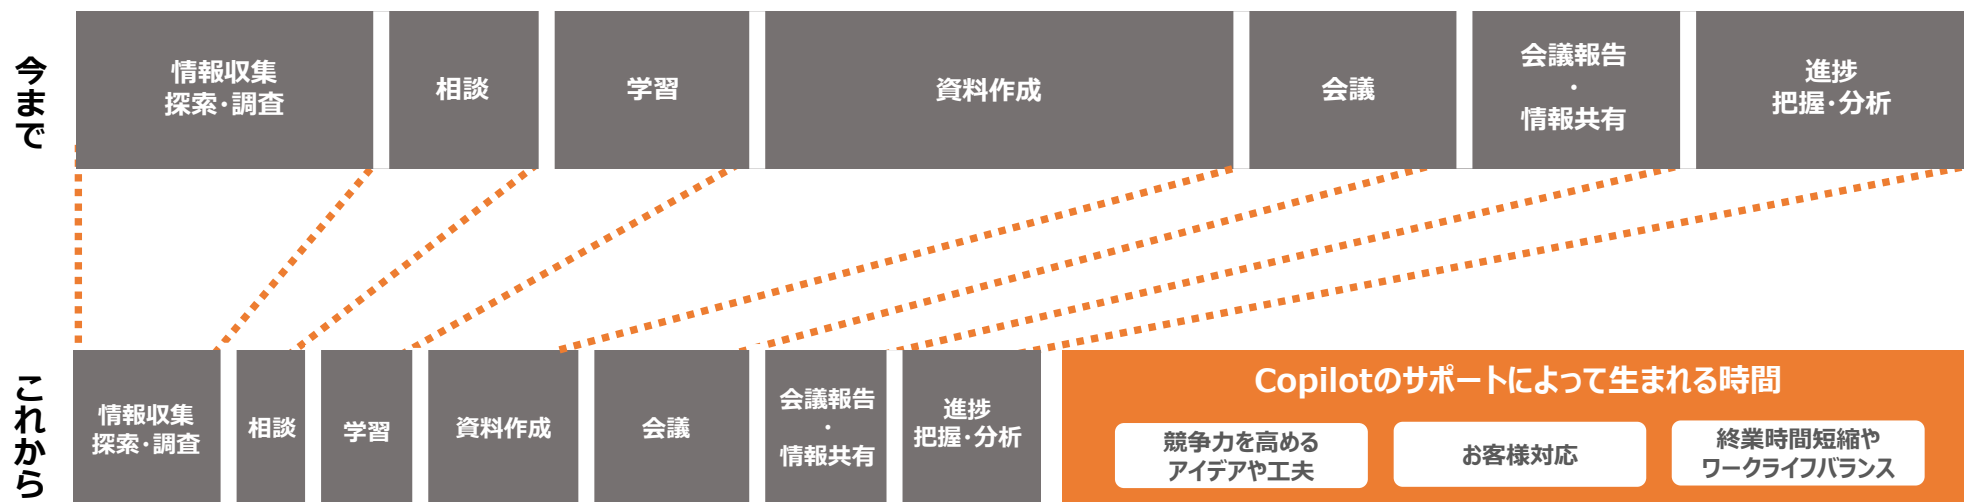 今まで
情報収集
探索・調査
相談
学習
資料作成
会議
会議報告
・
情報共有
進捗
把握・分析
これから
情報収集
探索・調査
相談
学習
資料作成
会議
会議報告
・
情報共有
進捗
把握・分析
Copilotのサポートによって生まれる時間
競争力を高める
アイデアや工夫
お客様対応
終業時間短縮や
ワークライフバランス